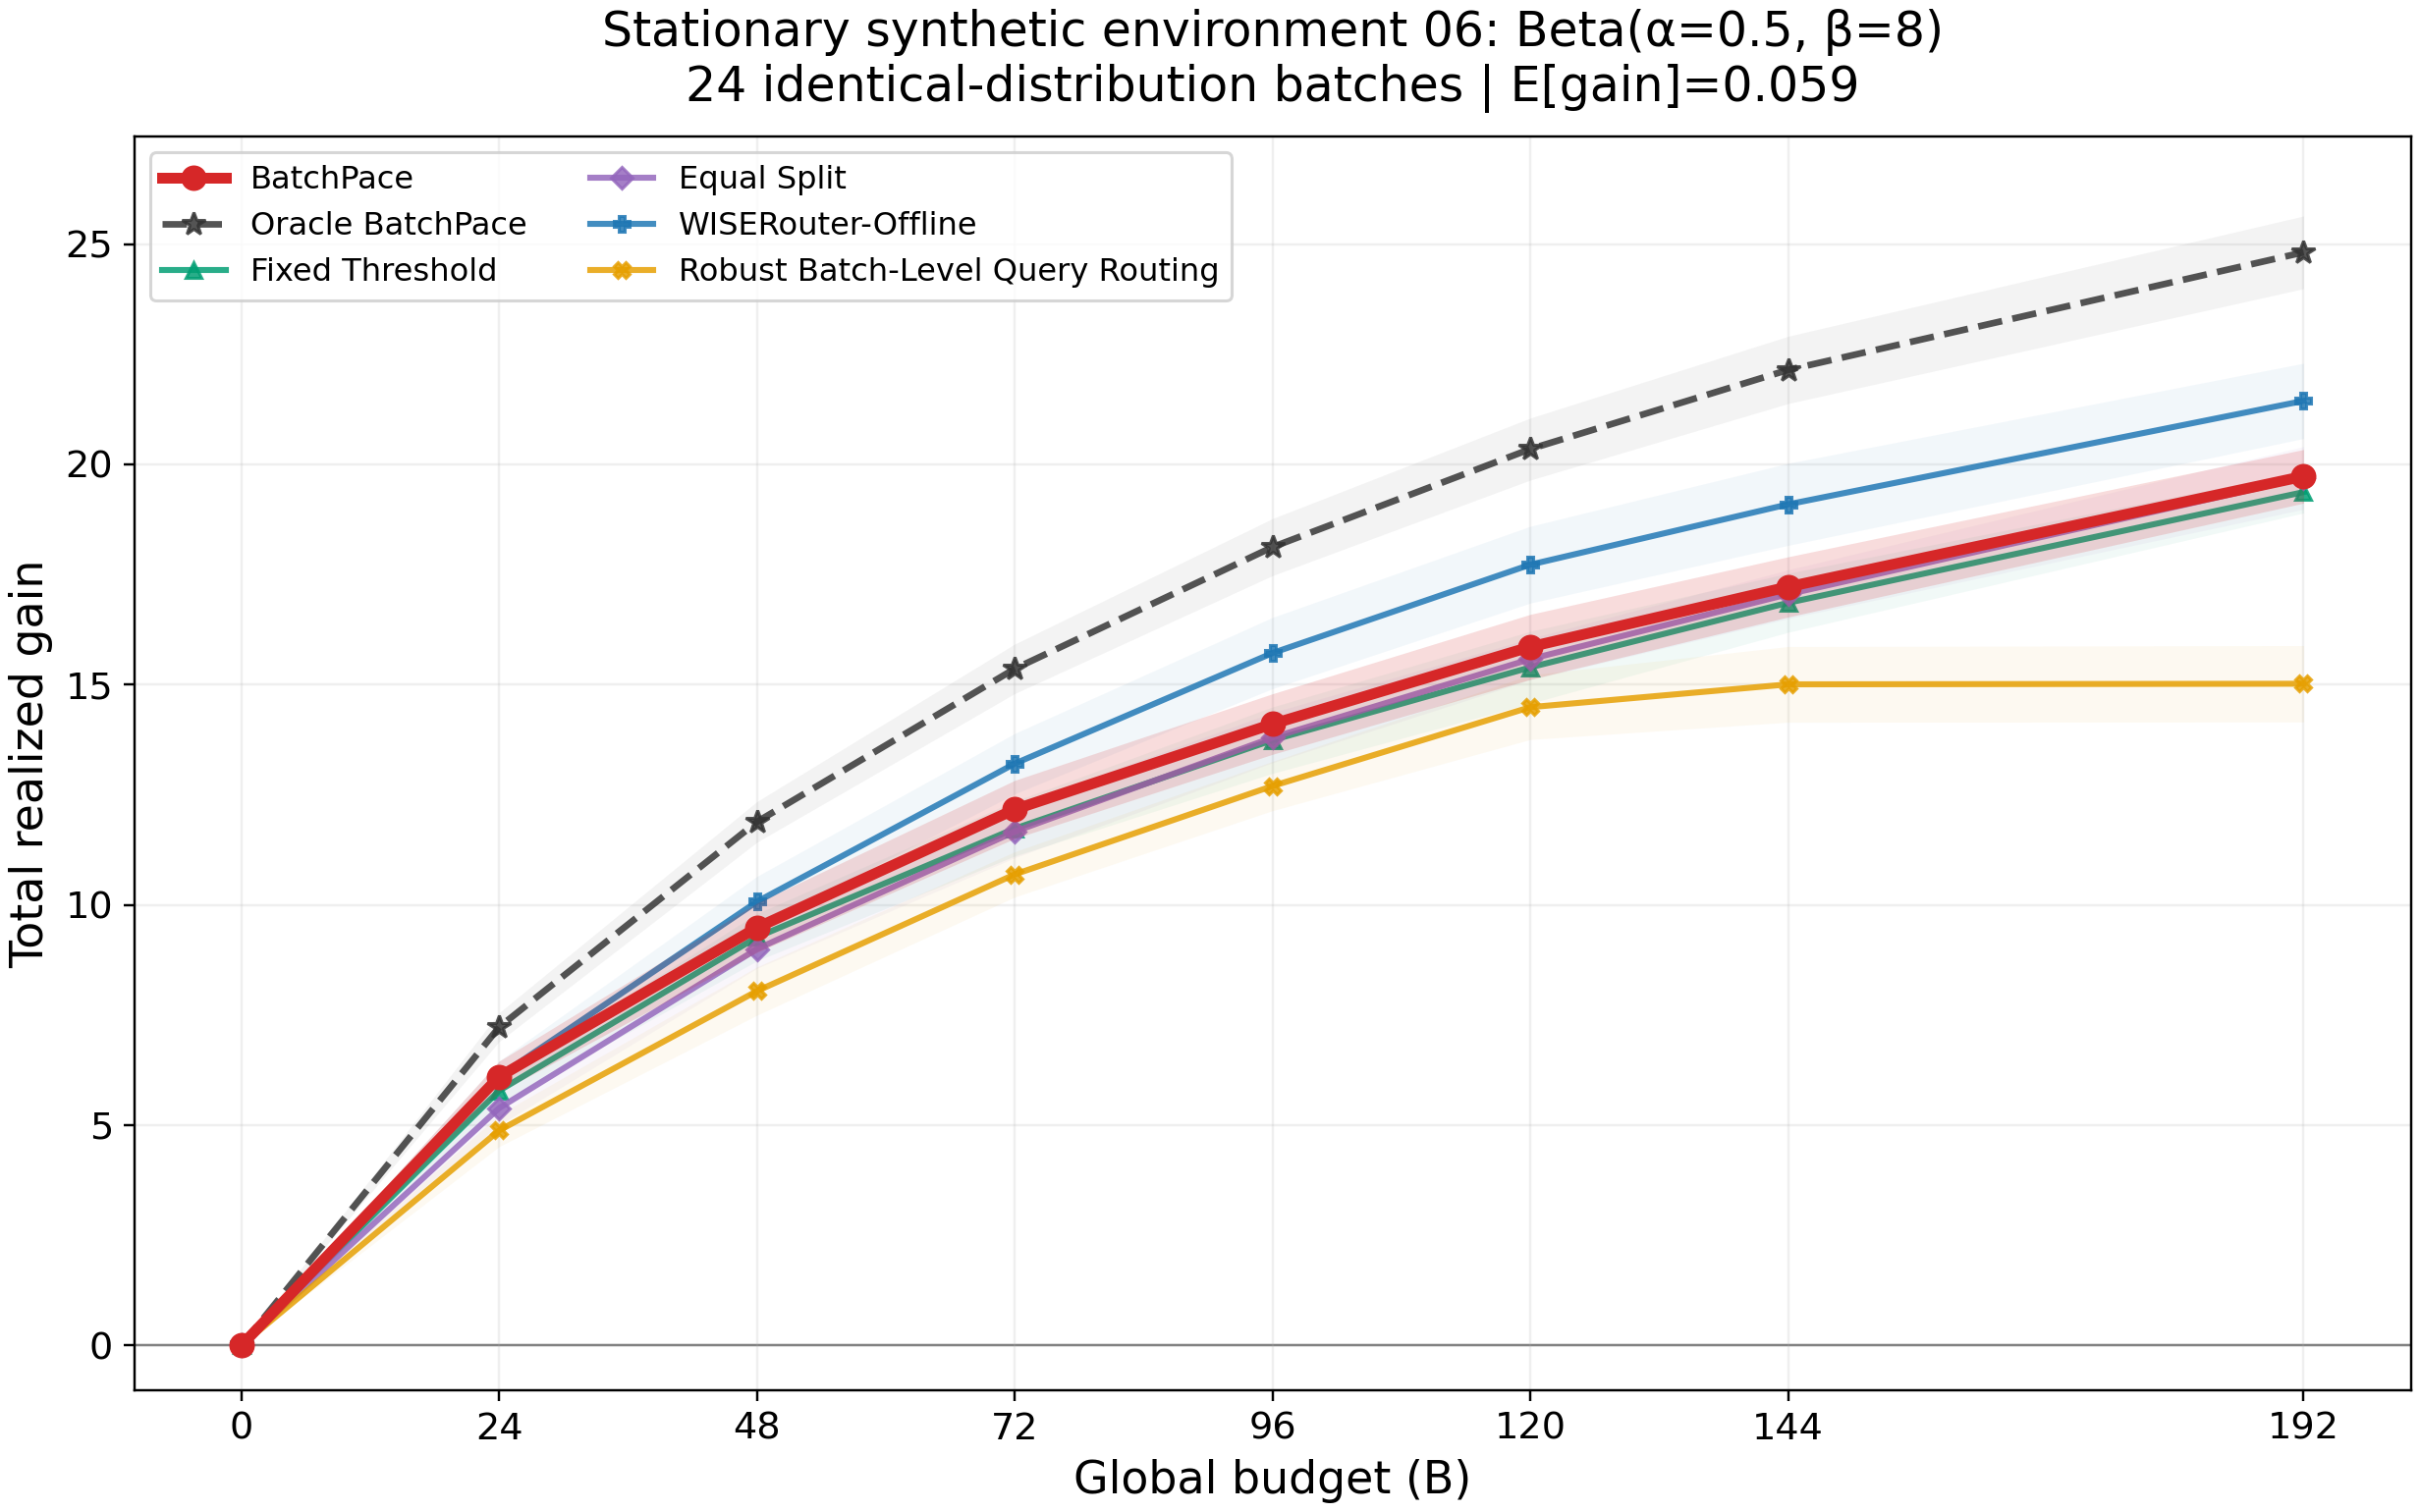 Stationary synthetic environment 06: Beta(α=0.5, β=8)
24 identical-distribution batches | E[gain]=0.059
BatchPace
Oracle BatchPace
Fixed Threshold
Equal Split
WISERouter-Offline
Robust Batch-Level Query Routing
Total realized gain
25
20
15
10
5
0
0 24 48 72 96 120 144 192
Global budget (B)